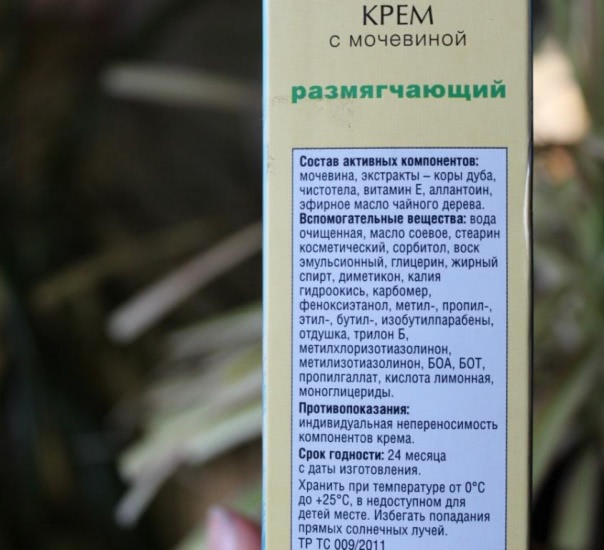 КРЕМ
с мочевиной
размягчающий
Состав активных компонентов:
мочевина, экстракты – коры дуба,
чистотела, витамин Е, аллантоин,
эфирное масло чайного дерева.
Вспомогательные вещества: вода
очищенная, масло соевое, стеарин
косметический, сорбитол, воск
эмульсионный, глицерин, жирный
спирт, диметикон, калия
гидроокись, карбомер,
феноксиэтанол, метил-, пропил-,
этил-, бутил-, изобутилпарабены,
отдушка, трилон Б,
метилхлоризотиазолинон,
метилизотиазолинон, БОА, БОТ,
пропилгаллат, кислота лимонная,
моноглицериды.
Противопоказания:
индивидуальная непереносимость
компонентов крема.
Срок годности: 24 месяца
с даты изготовления.
Хранить при температуре от 0°С
до +25°С, в недоступном для
детей месте. Избегать попадания
прямых солнечных лучей.
ТР ТС 009/2011